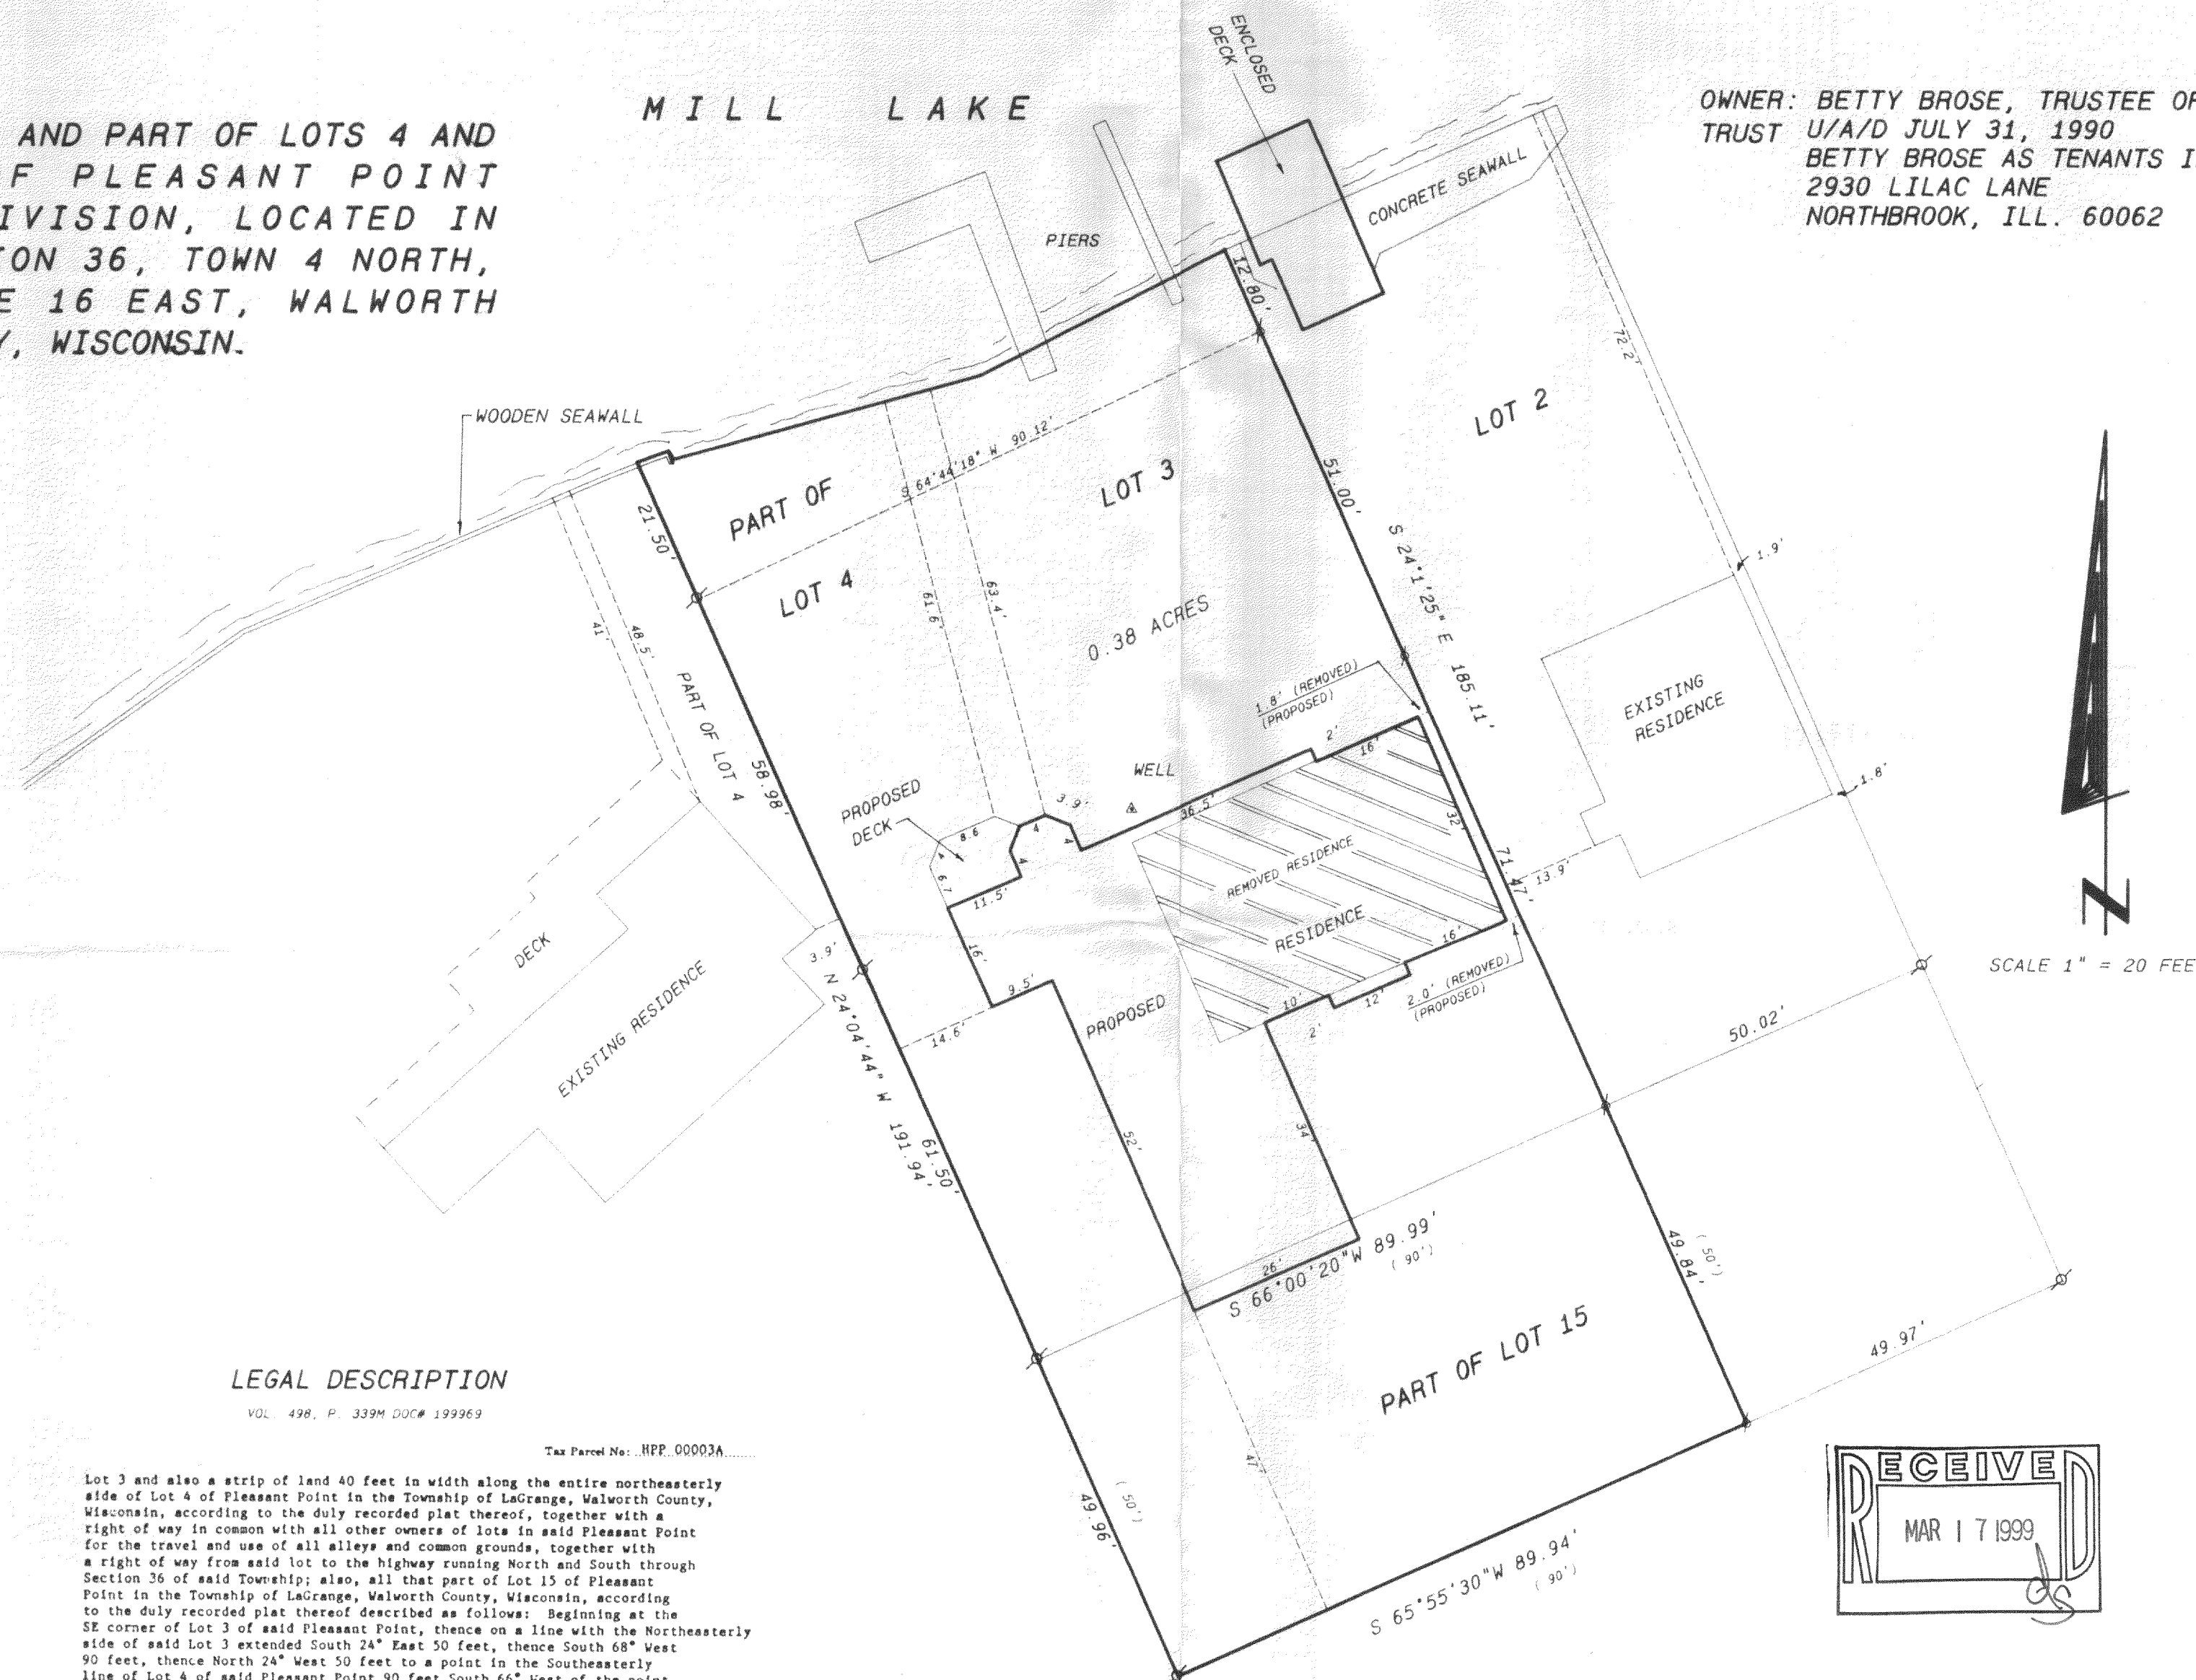 AND PART OF LOTS 4 AND
F PLEASANT POINT
IVISION, LOCATED IN
ION 36, TOWN 4 NORTH,
E 16 EAST, WALWORTH
Y, WISCONSIN.
MILL LAKE
ENCLOSED
DECK
OWNER: BETTY BROSE, TRUSTEE OF
TRUST U/A/D JULY 31, 1990
BETTY BROSE AS TENANTS I
2930 LILAC LANE
NORTHBROOK, ILL. 60062
CONCRETE SEAWALL
PIERS
12.80'
72.2'
WOODEN SEAWALL
LOT 2
S 64°44'18" W 90.12'
PART OF
LOT 3
21.50'
51.00'
LOT 4
61.6'
63.4'
0.38 ACRES
41'
48.5'
S 24°1'25" E 185.11'
1.9'
PART OF LOT 4
58.98'
1.8' (REMOVED)
(PROPOSED)
EXISTING
RESIDENCE
2'
16'
WELL
1.8'
PROPOSED
DECK
3.9'
36.5'
32'
8.6
4
4
4
4
6.7
11.5'
REMOVED RESIDENCE
RESIDENCE
71.47'
13.9'
DECK
3.9'
16'
16'
9.5'
10'
12'
2'
2.0' (REMOVED)
(PROPOSED)
PROPOSED
SCALE 1" = 20 FEE
N
EXISTING RESIDENCE
14.6'
N 24°04'44" W 191.94'
61.50'
52'
34'
50.02'
26'
S 66°00'20"W 89.99'
(90')
49.84'
(50')
PART OF LOT 15
49.97'
47'
49.96'
(50')
S 65°55'30"W 89.94'
(90')
RECEIVED
MAR 17 1999
ds
LEGAL DESCRIPTION
VOL. 498, P. 339M DOC# 199969
Tax Parcel No: HPP 00003A
Lot 3 and also a strip of land 40 feet in width along the entire northeasterly
side of Lot 4 of Pleasant Point in the Township of LaGrange, Walworth County,
Wisconsin, according to the duly recorded plat thereof, together with a
right of way in common with all other owners of lots in said Pleasant Point
for the travel and use of all alleys and common grounds, together with
a right of way from said lot to the highway running North and South through
Section 36 of said Township; also, all that part of Lot 15 of Pleasant
Point in the Township of LaGrange, Walworth County, Wisconsin, according
to the duly recorded plat thereof described as follows: Beginning at the
SE corner of Lot 3 of said Pleasant Point, thence on a line with the Northeasterly
side of said Lot 3 extended South 24° East 50 feet, thence South 68° West
90 feet, thence North 24° West 50 feet to a point in the Southeasterly
line of Lot 4 of said Pleasant Point 90 feet South 66° West of the point